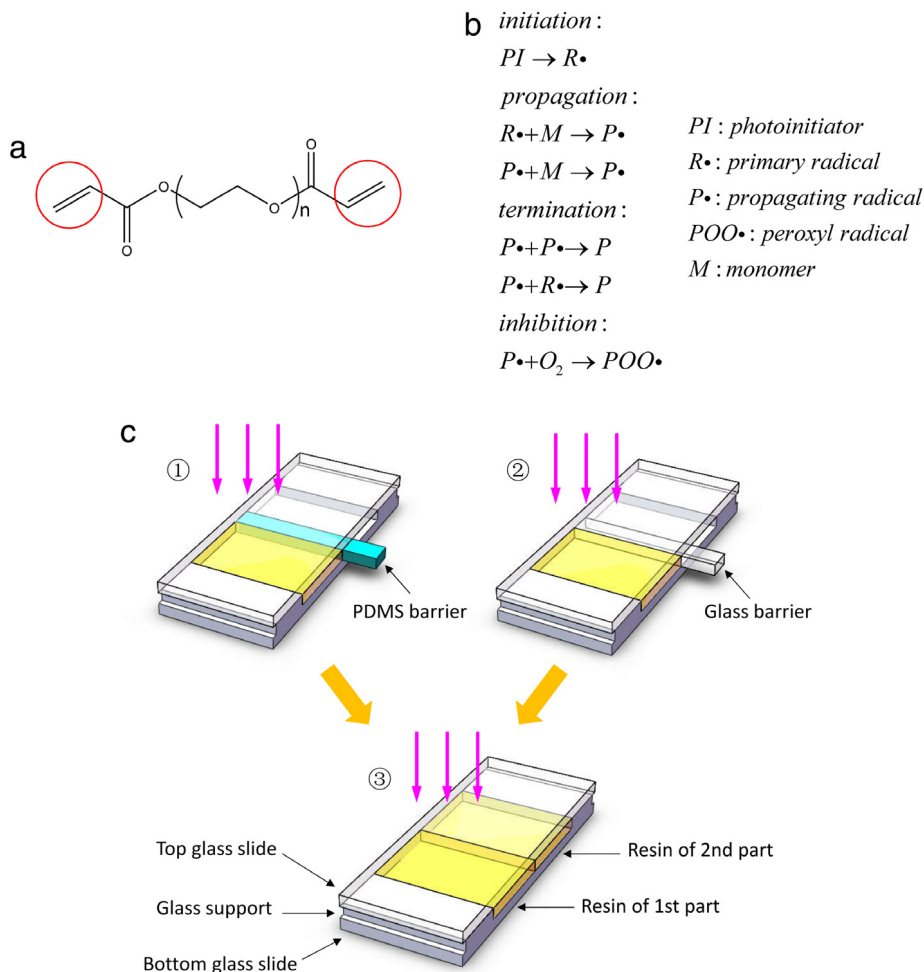 a
O
O
O
O
n
b
initiation :
PI → R•
propagation :
R•+M → P•
P•+M → P•
termination :
P•+P•→ P
P•+R•→ P
inhibition :
P•+O₂ → POO•
PI : photoinitiator
R• : primary radical
P• : propagating radical
POO• : peroxyl radical
M : monomer
c
①
PDMS barrier
②
Glass barrier
③
Top glass slide
Glass support
Bottom glass slide
Resin of 2nd part
Resin of 1st part